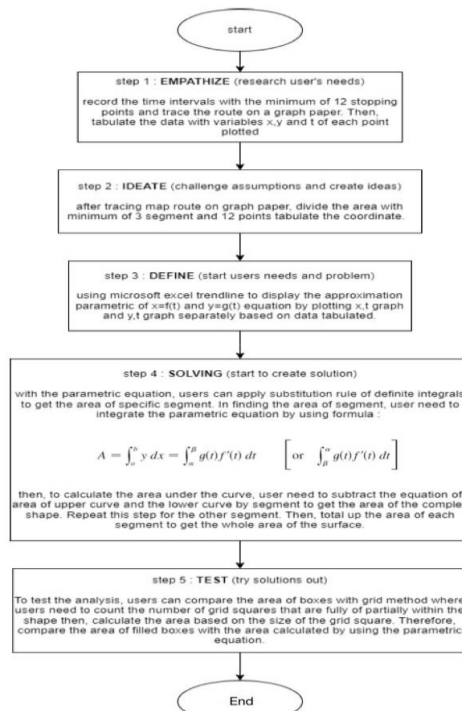 start
step 1 : EMPATHIZE (research user's needs)
record the time intervals with the minimum of 12 stopping
points and trace the route on a graph paper. Then,
tabulate the data with variables x,y and t of each point
plotted
step 2 : IDEATE (challenge assumptions and create ideas)
after tracing map route on graph paper, divide the area with
minimum of 3 segment and 12 points tabulate the coordinate.
step 3 : DEFINE (start users needs and problem)
using microsoft excel trendline to display the approximation
parametric of x=f(t) and y=g(t) equation by plotting x,t graph
and y,t graph separately based on data tabulated.
step 4 : SOLVING (start to create solution)
with the parametric equation, users can apply substitution rule of definite integrals
to get the area of specific segment. In finding the area of segment, user need to
integrate the parametric equation by using formula :
A = ∫_a^b y dx = ∫_α^β g(t) f'(t) dt [or ∫_β^α g(t) f'(t) dt]
then, to calculate the area under the curve, user need to subtract the equation of
area of upper curve and the lower curve by segment to get the area of the complex
shape. Repeat this step for the other segment. Then, total up the area of each
segment to get the whole area of the surface.
step 5 : TEST (try solutions out)
To test the analysis, users can compare the area of boxes with grid method where
users need to count the number of grid squares that are fully of partially within the
shape then, calculate the area based on the size of the grid square. Therefore,
compare the area of filled boxes with the area calculated by using the parametric
equation.
End